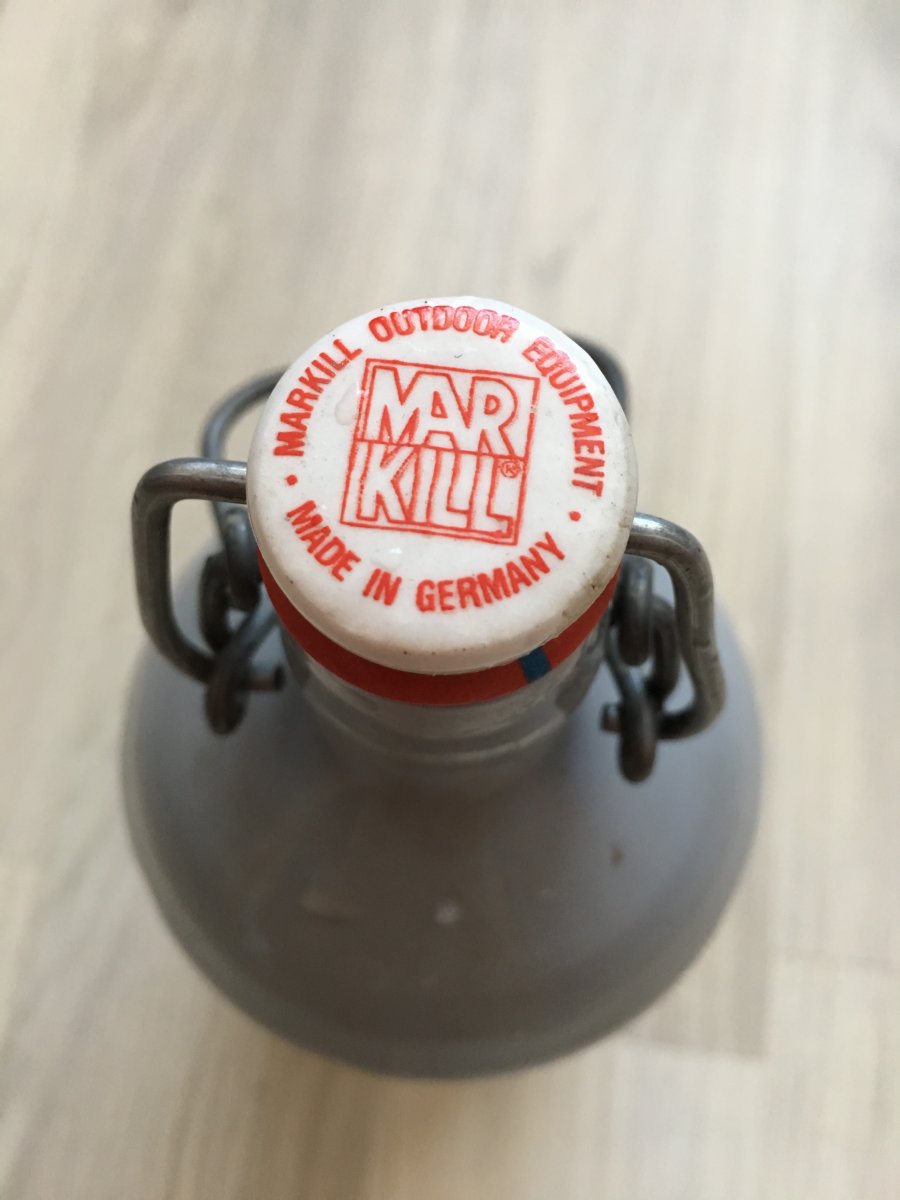 MARKILL OUTDOOR EQUIPMENT
MAR
KILL®
• MADE IN GERMANY •